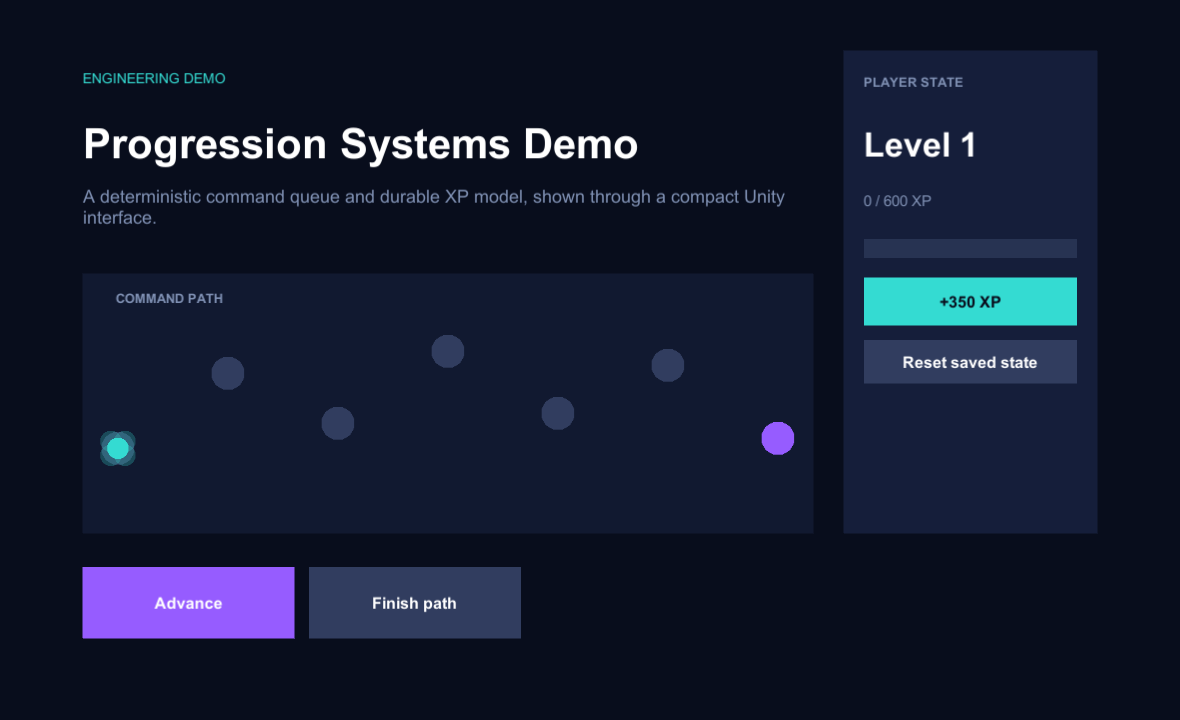 ENGINEERING DEMO
Progression Systems Demo
A deterministic command queue and durable XP model, shown through a compact Unity
interface.
COMMAND PATH
Advance
Finish path
PLAYER STATE
Level 1
0 / 600 XP
+350 XP
Reset saved state